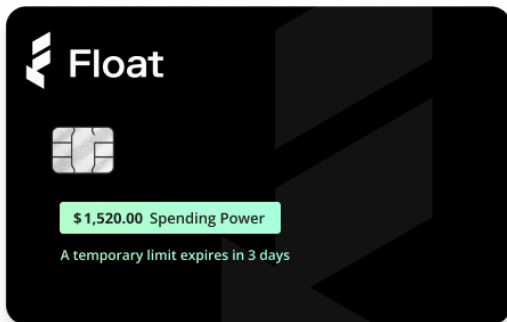 Float
$1,520.00 Spending Power
A temporary limit expires in 3 days